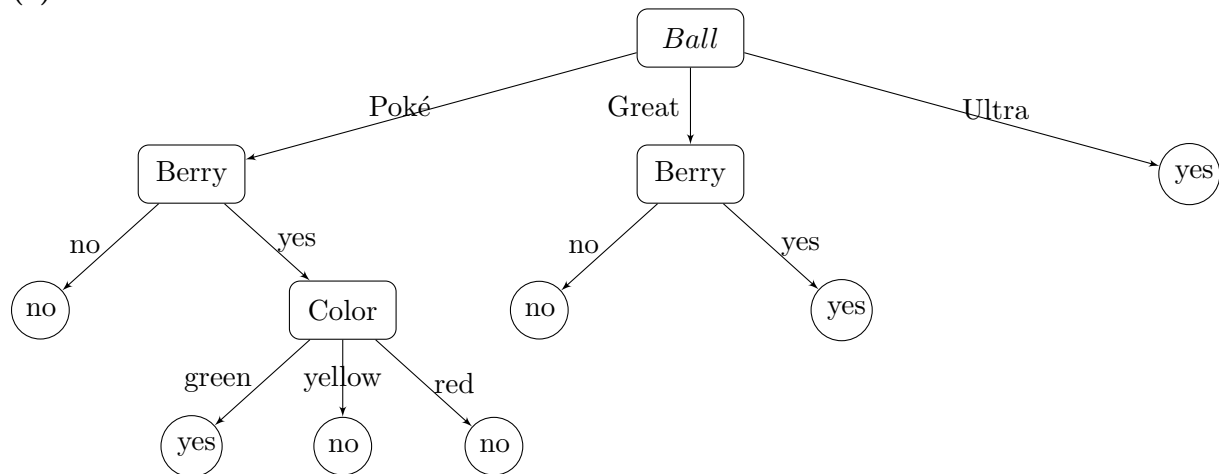 Ball
Poké Great Ultra
Berry Berry yes
no yes no yes
no Color no yes
green yellow red
yes no no